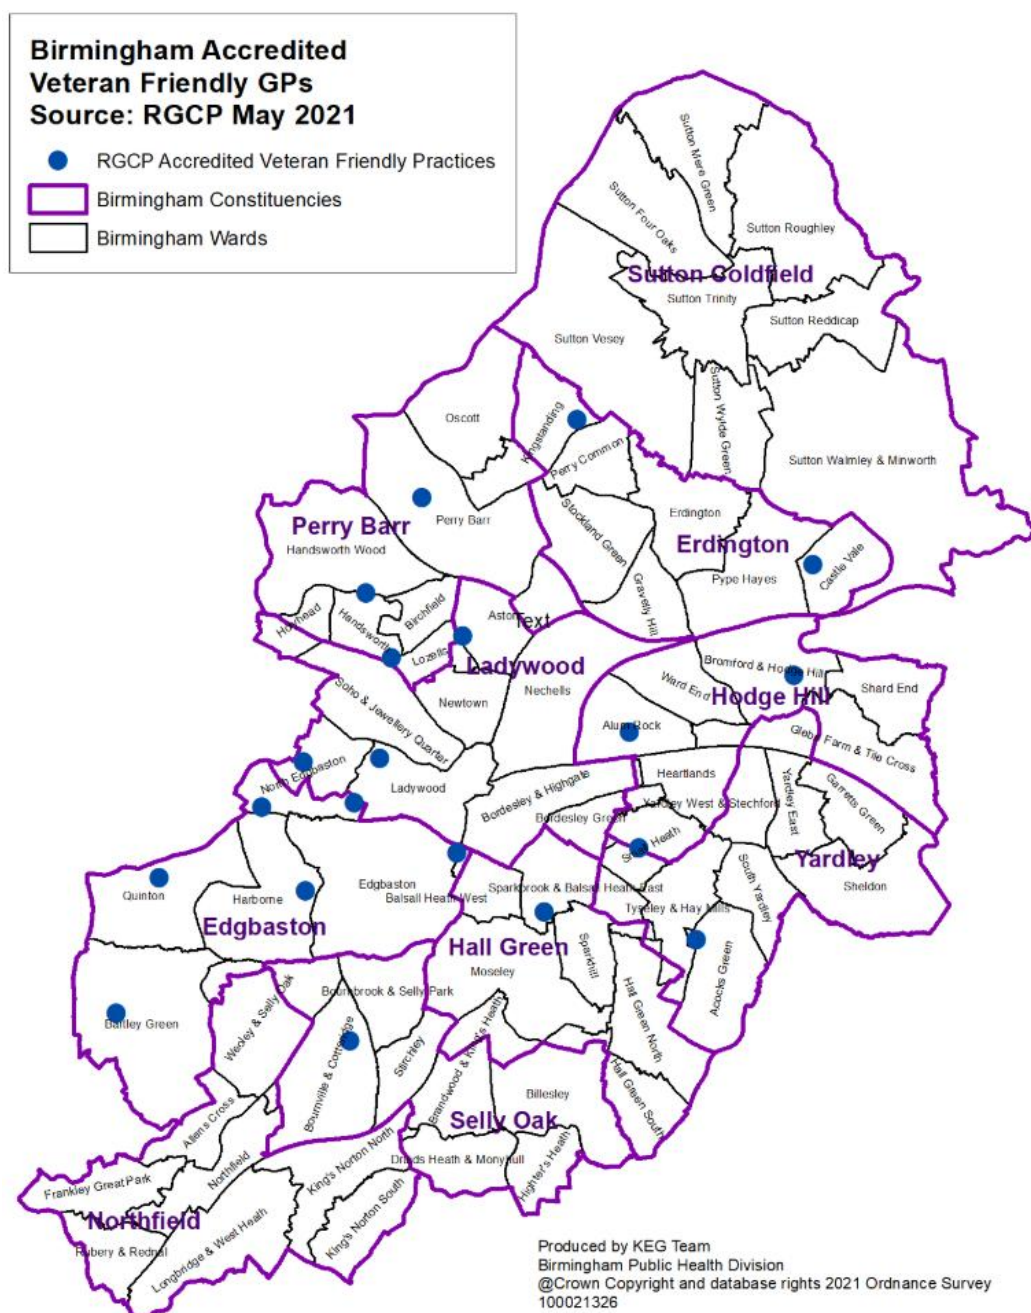 Birmingham Accredited
Veteran Friendly GPs
Source: RGCP May 2021
RGCP Accredited Veteran Friendly Practices
Birmingham Constituencies
Birmingham Wards
Sutton Mere Green
Sutton Four Oaks
Sutton Roughley
Sutton Coldfield
Sutton Trinity
Sutton Reddicap
Sutton Vesey
Sutton Wylde Green
Sutton Walmley & Minworth
Oscott
Kingstanding
Perry Common
Perry Barr
Perry Barr
Handsworth Wood
Stockland Green
Erdington
Erdington
Pype Hayes
Castle Vale
Gravelly Hill
Holyhead
Handsworth
Birchfield
Lozells
Aston
Text
Ladywood
Newtown
Nechells
Bromford & Hodge Hill
Ward End
Hodge Hill
Shard End
Alum Rock
Glebe Farm & Tile Cross
Soho & Jewellery Quarter
North Edgbaston
Ladywood
Bordesley & Highgate
Bordesley Green
Heartlands
Yardley West & Stechford
Yardley East
Garretts Green
Small Heath
Yardley
Sheldon
South Yardley
Quinton
Harborne
Edgbaston
Balsall Heath West
Sparkbrook & Balsall Heath East
Tyseley & Hay Mills
Edgbaston
Hall Green
Moseley
Sparkhill
Acocks Green
Hall Green North
Bartley Green
Weoley & Selly Oak
Bournbrook & Selly Park
Bournville & Cotteridge
Stirchley
Brandwood & King's Heath
Billesley
Hall Green South
Selly Oak
Allens Cross
Frankley Great Park
Northfield
King's Norton North
Druids Heath & Monyhull
Highter's Heath
Northfield
Rubery & Rednal
Longbridge & West Heath
King's Norton South
Produced by KEG Team
Birmingham Public Health Division
@Crown Copyright and database rights 2021 Ordnance Survey
100021326